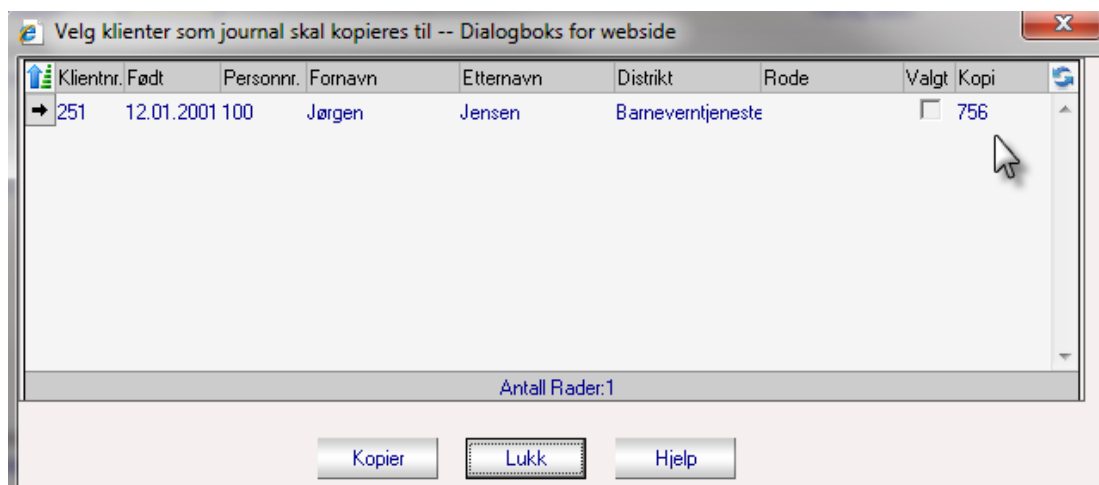 Velg klienter som journal skal kopieres til -- Dialogboks for webside
Klientnr. Født Personnr. Fornavn Etternavn Distrikt Rode Valgt Kopi
251 12.01.2001 100 Jørgen Jensen Barneverntjeneste 756
Antall Rader:1
Kopier Lukk Hjelp